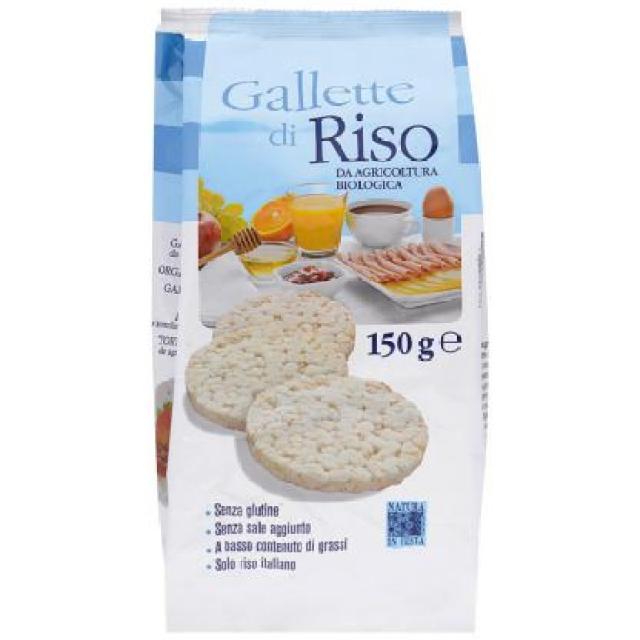 Gallette
di Riso
DA AGRICOLTURA
BIOLOGICA
150 g e
• Senza glutine
• Senza sale aggiunto
• A basso contenuto di grassi
• Solo riso italiano
NATURA
IN FESTA